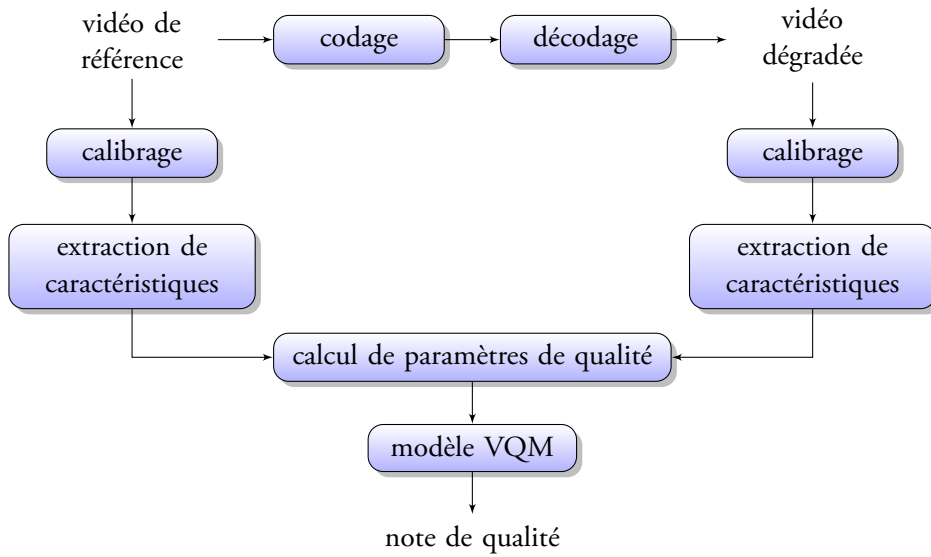 vidéo de
référence
codage
décodage
vidéo
dégradée
calibrage
calibrage
extraction de
caractéristiques
extraction de
caractéristiques
calcul de paramètres de qualité
modèle VQM
note de qualité